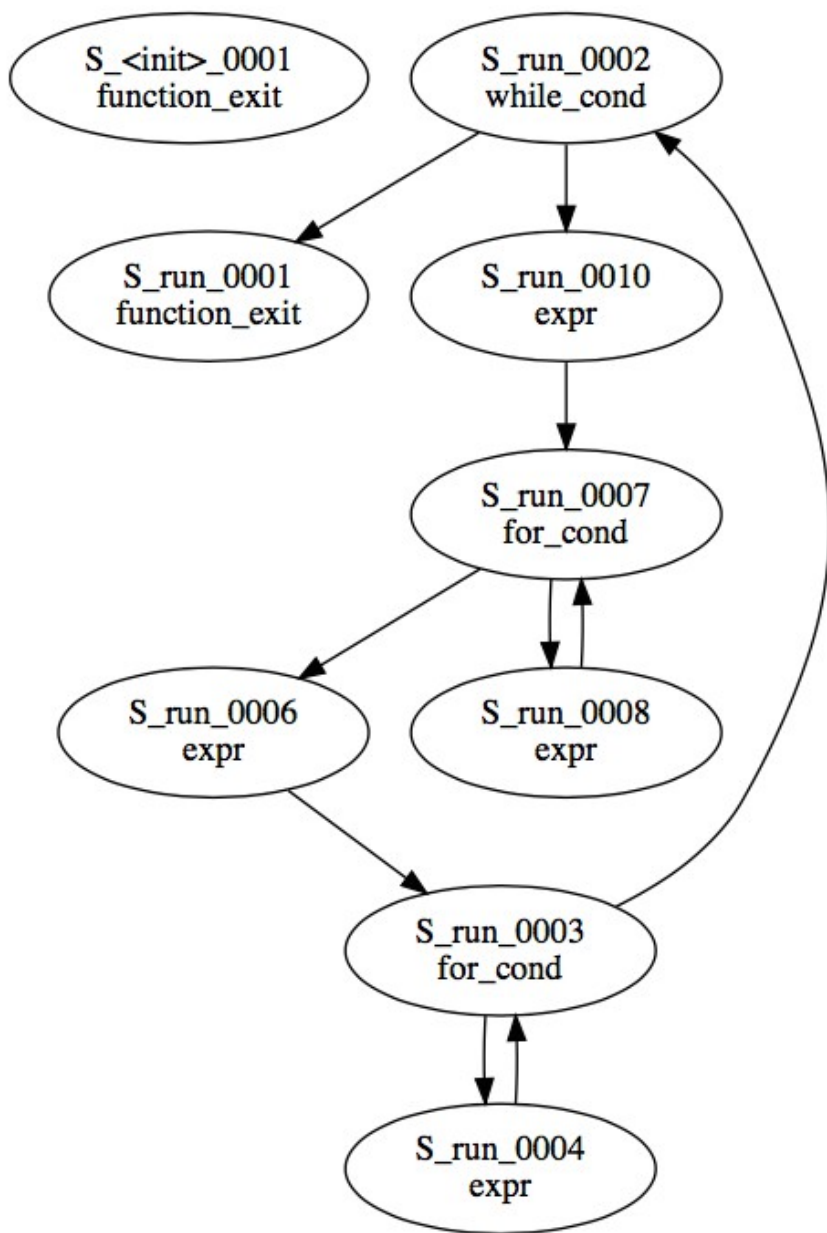 S_<init>_0001
function_exit
S_run_0002
while_cond
S_run_0001
function_exit
S_run_0010
expr
S_run_0007
for_cond
S_run_0006
expr
S_run_0008
expr
S_run_0003
for_cond
S_run_0004
expr